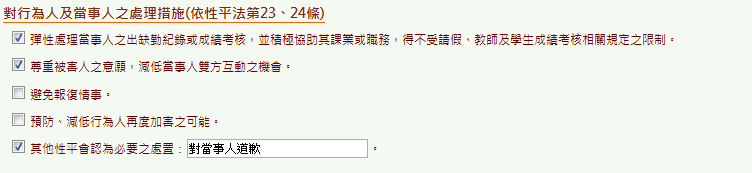 對行為人及當事人之處理措施(依性平法第23、24條)
彈性處理當事人之出缺勤紀錄或成績考核，並積極協助其課業或職務，得不受請假、教師及學生成績考核相關規定之限制。
尊重被害人之意願，減低當事人雙方互動之機會。
避免報復情事。
預防、減低行為人再度加害之可能。
其他性平會認為必要之處置：對當事人道歉。